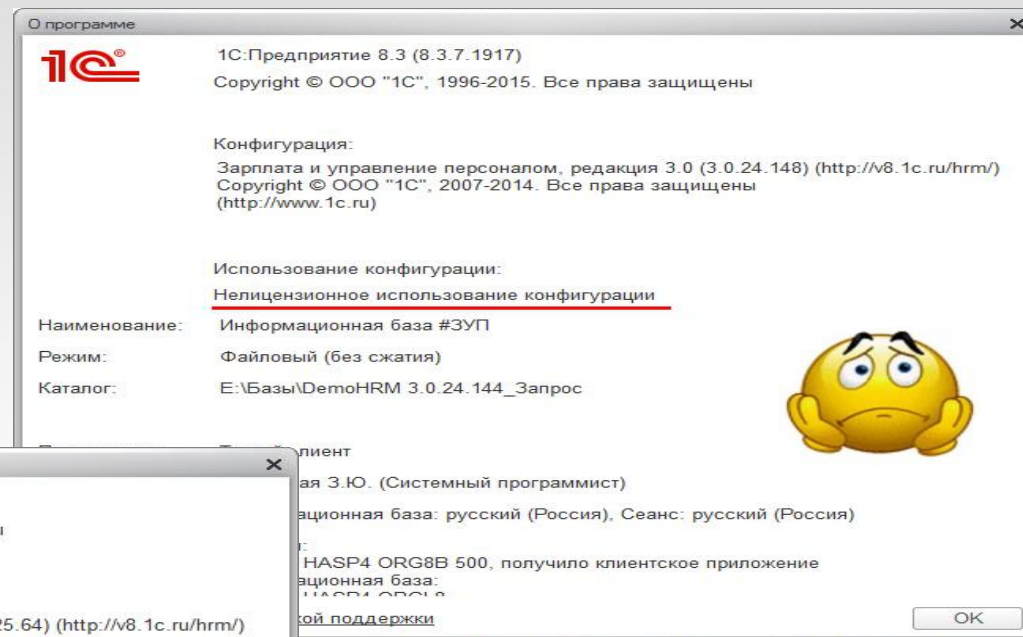 О программе
1С®
1С:Предприятие 8.3 (8.3.7.1917)
Copyright © ООО "1С", 1996-2015. Все права защищены
Конфигурация:
Зарплата и управление персоналом, редакция 3.0 (3.0.24.148) (http://v8.1c.ru/hrm/)
Copyright © ООО "1С", 2007-2014. Все права защищены
(http://www.1c.ru)
Использование конфигурации:
Нелицензионное использование конфигурации
Наименование: Информационная база #ЗУП
Режим: Файловый (без сжатия)
Каталог: E:\Базы\DemoHRM 3.0.24.144_Запрос
лиент
ая З.Ю. (Системный программист)
ационная база: русский (Россия), Сеанс: русский (Россия)
HASP4 ORG8B 500, получило клиентское приложение
ационная база:
ой поддержки
OK
25.64) (http://v8.1c.ru/hrm/)